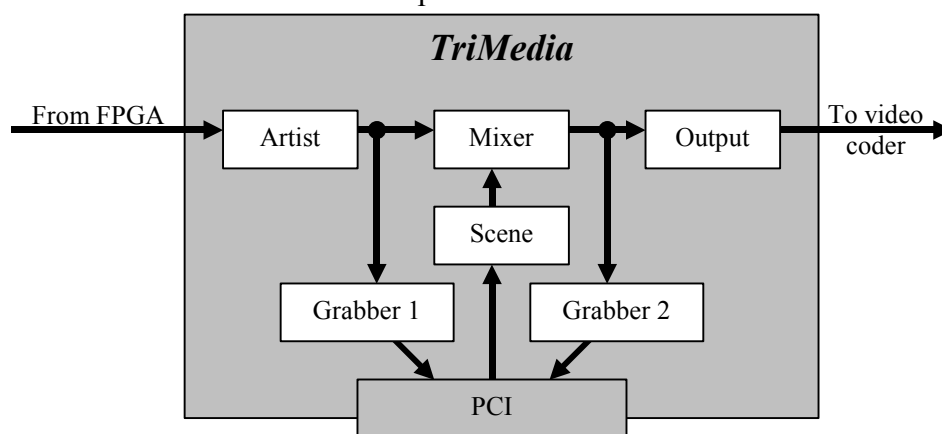 TriMedia
From FPGA
Artist
Mixer
Output
To video
coder
Scene
Grabber 1
Grabber 2
PCI